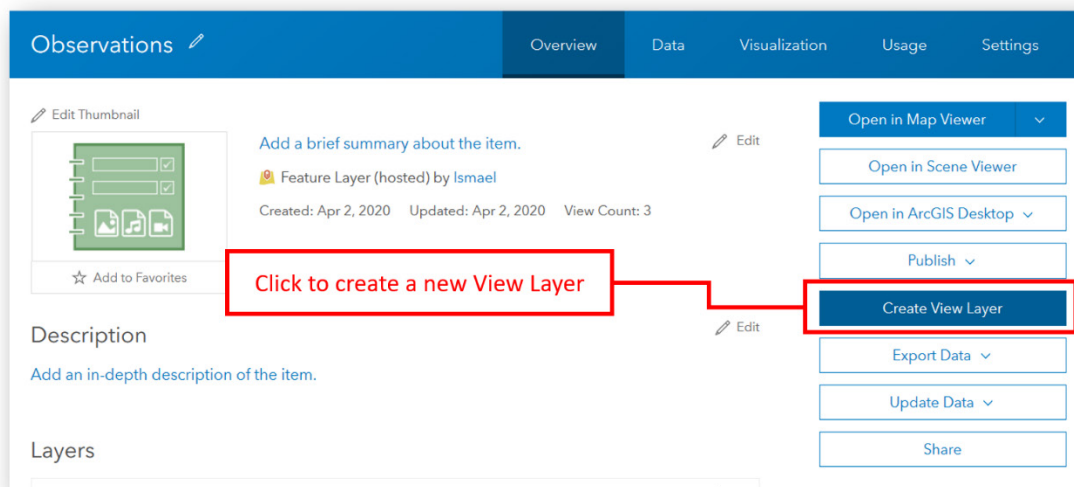 Observations
Overview
Data
Visualization
Usage
Settings
Edit Thumbnail
Add to Favorites
Add a brief summary about the item.
Edit
Feature Layer (hosted) by Ismael
Created: Apr 2, 2020 Updated: Apr 2, 2020 View Count: 3
Click to create a new View Layer
Description
Edit
Add an in-depth description of the item.
Layers
Open in Map Viewer
Open in Scene Viewer
Open in ArcGIS Desktop
Publish
Create View Layer
Export Data
Update Data
Share